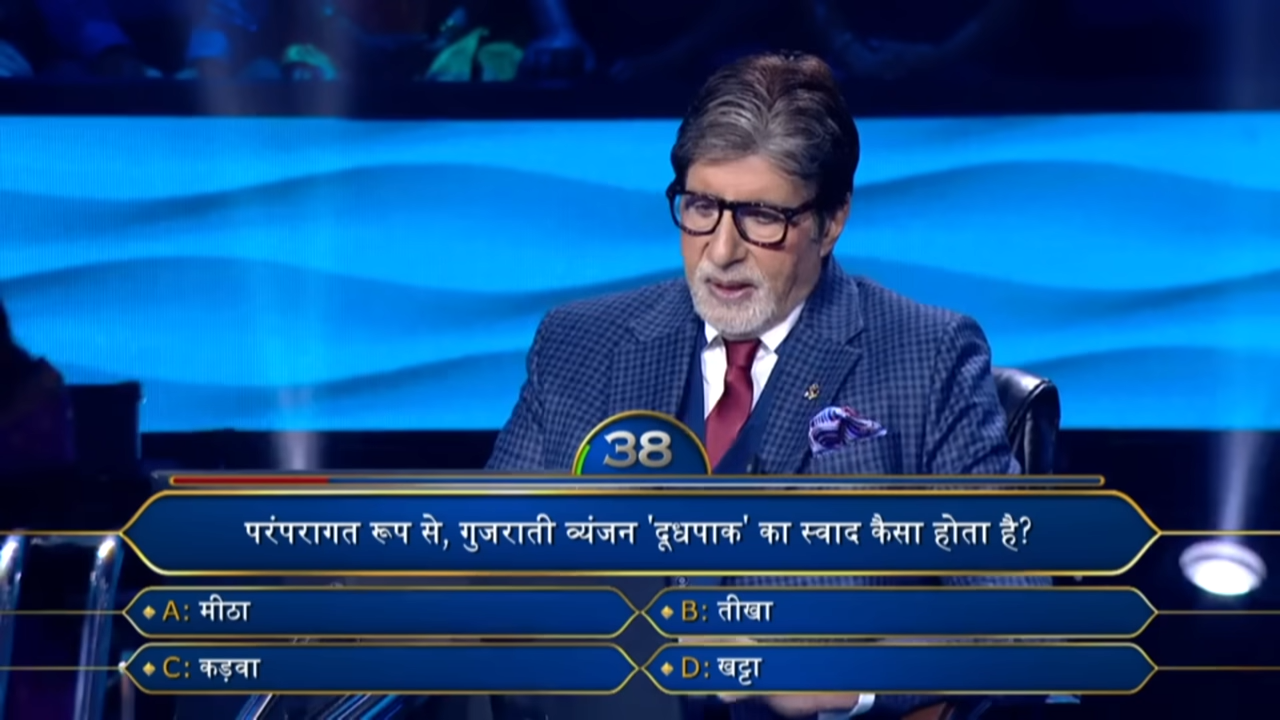 38
परंपरागत रूप से, गुजराती व्यंजन 'दूधपाक' का स्वाद कैसा होता है?
A: मीठा
B: तीखा
C: कड़वा
D: खट्टा